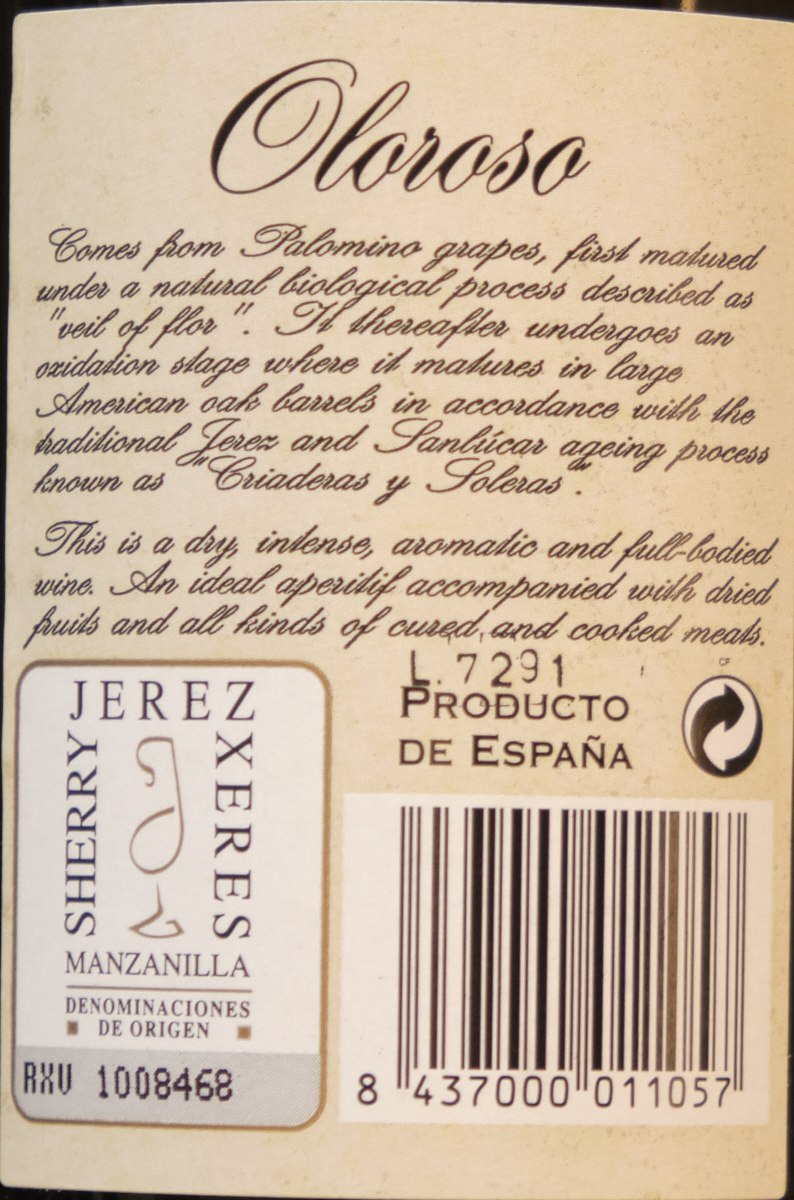 Oloroso
Comes from Palomino grapes, first matured
under a natural biological process described as
"veil of flor". It thereafter undergoes an
oxidation stage where it matures in large
American oak barrels in accordance with the
traditional Jerez and Sanlúcar ageing process
known as "Criaderas y Soleras".
This is a dry, intense, aromatic and full-bodied
wine. An ideal aperitif accompanied with dried
fruits and all kinds of cured and cooked meats.
L. 7291
PRODUCTO
DE ESPAÑA
CF
JEREZ
XERES
SHERRY
MANZANILLA
DENOMINACIONES
DE ORIGEN
RXU 1008468
8 437000 011057